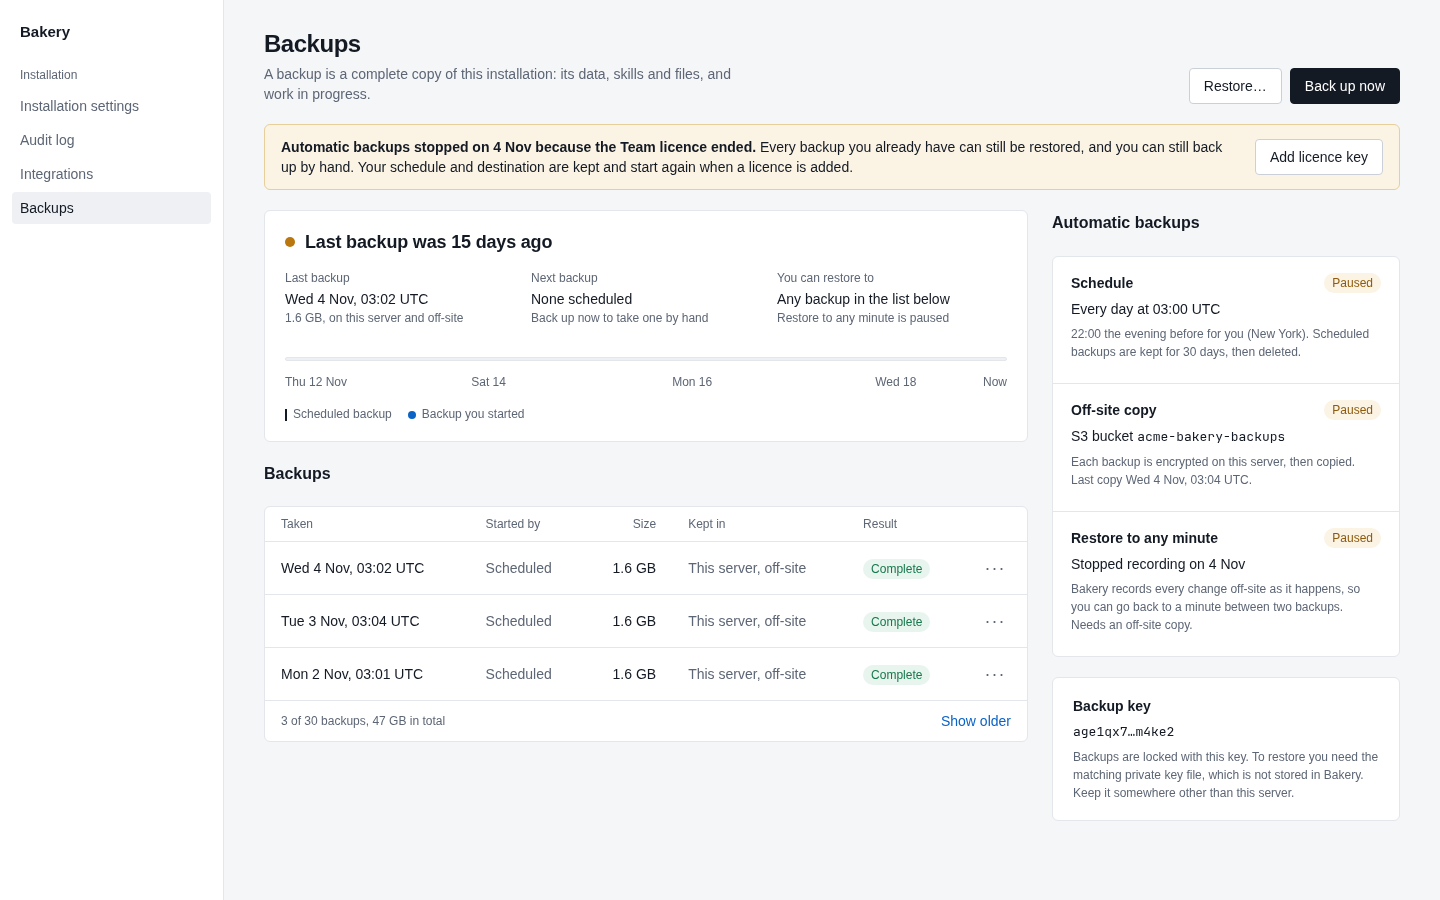 Bakery
Installation
Installation settings
Audit log
Integrations
Backups
Backups
A backup is a complete copy of this installation: its data, skills and files, and
work in progress.
Restore…
Back up now
Automatic backups stopped on 4 Nov because the Team licence ended. Every backup you already have can still be restored, and you can still back
up by hand. Your schedule and destination are kept and start again when a licence is added.
Add licence key
Last backup was 15 days ago
Last backup
Wed 4 Nov, 03:02 UTC
1.6 GB, on this server and off-site
Next backup
None scheduled
Back up now to take one by hand
You can restore to
Any backup in the list below
Restore to any minute is paused
Thu 12 Nov Sat 14 Mon 16 Wed 18 Now
Scheduled backup Backup you started
Backups
Taken Started by Size Kept in Result
Wed 4 Nov, 03:02 UTC Scheduled 1.6 GB This server, off-site Complete ···
Tue 3 Nov, 03:04 UTC Scheduled 1.6 GB This server, off-site Complete ···
Mon 2 Nov, 03:01 UTC Scheduled 1.6 GB This server, off-site Complete ···
3 of 30 backups, 47 GB in total Show older
Automatic backups
Schedule Paused
Every day at 03:00 UTC
22:00 the evening before for you (New York). Scheduled
backups are kept for 30 days, then deleted.
Off-site copy Paused
S3 bucket acme-bakery-backups
Each backup is encrypted on this server, then copied.
Last copy Wed 4 Nov, 03:04 UTC.
Restore to any minute Paused
Stopped recording on 4 Nov
Bakery records every change off-site as it happens, so
you can go back to a minute between two backups.
Needs an off-site copy.
Backup key
age1qx7…m4ke2
Backups are locked with this key. To restore you need the
matching private key file, which is not stored in Bakery.
Keep it somewhere other than this server.